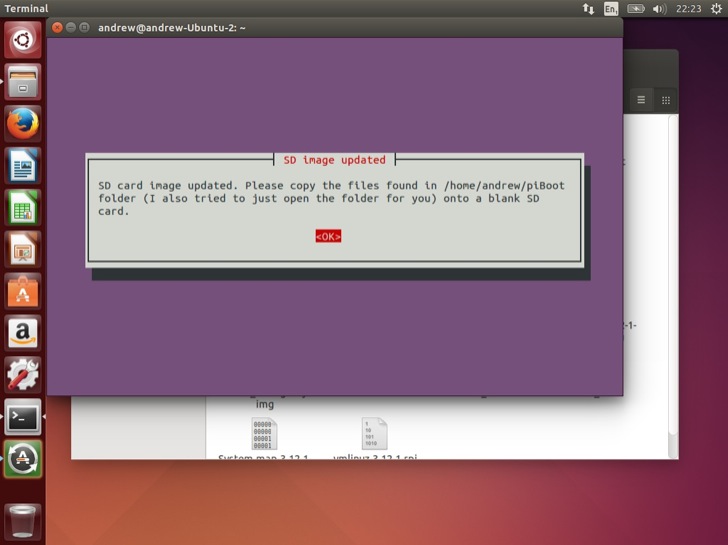 Terminal
En
22:23
andrew@andrew-Ubuntu-2: ~
SD image updated
SD card image updated. Please copy the files found in /home/andrew/piBoot
folder (I also tried to just open the folder for you) onto a blank SD
card.
<OK>
2-1-
img
System.map-3.12.1
vmlinuz-3.12.1.rpi